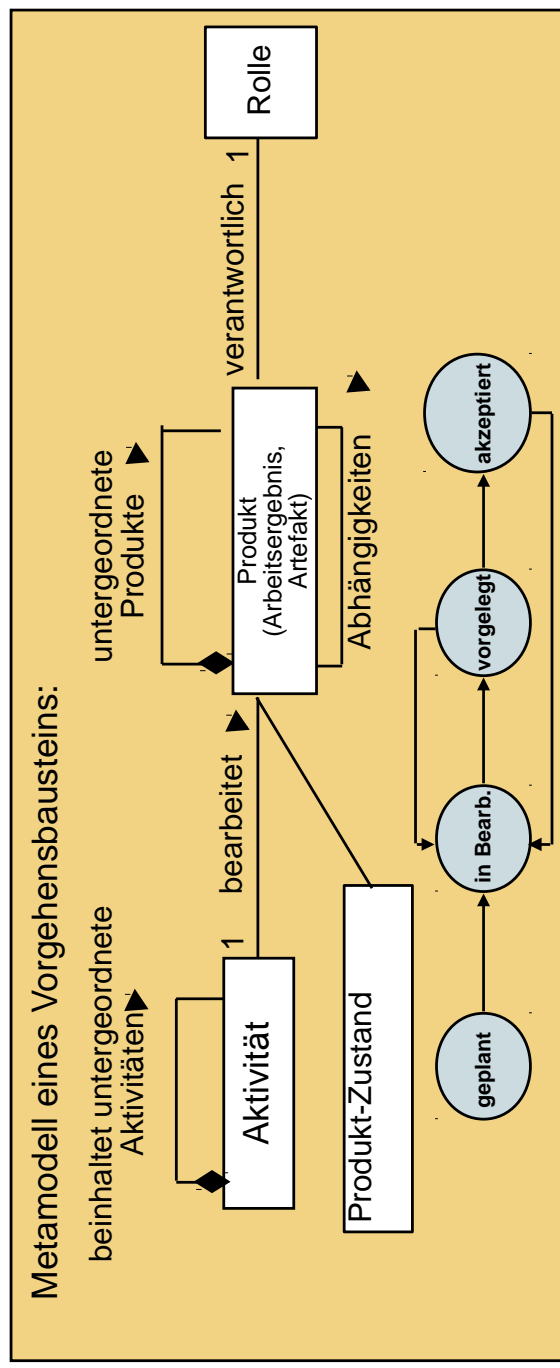 Metamodell eines Vorgehensbausteins:
beinhaltet untergeordnete
Aktivitäten
untergeordnete
Produkte
Aktivität
1
bearbeitet
Produkt
(Arbeitsergebnis,
Artefakt)
verantwortlich
1
Rolle
Abhängigkeiten
Produkt-Zustand
geplant
in Bearb.
vorgelegt
akzeptiert